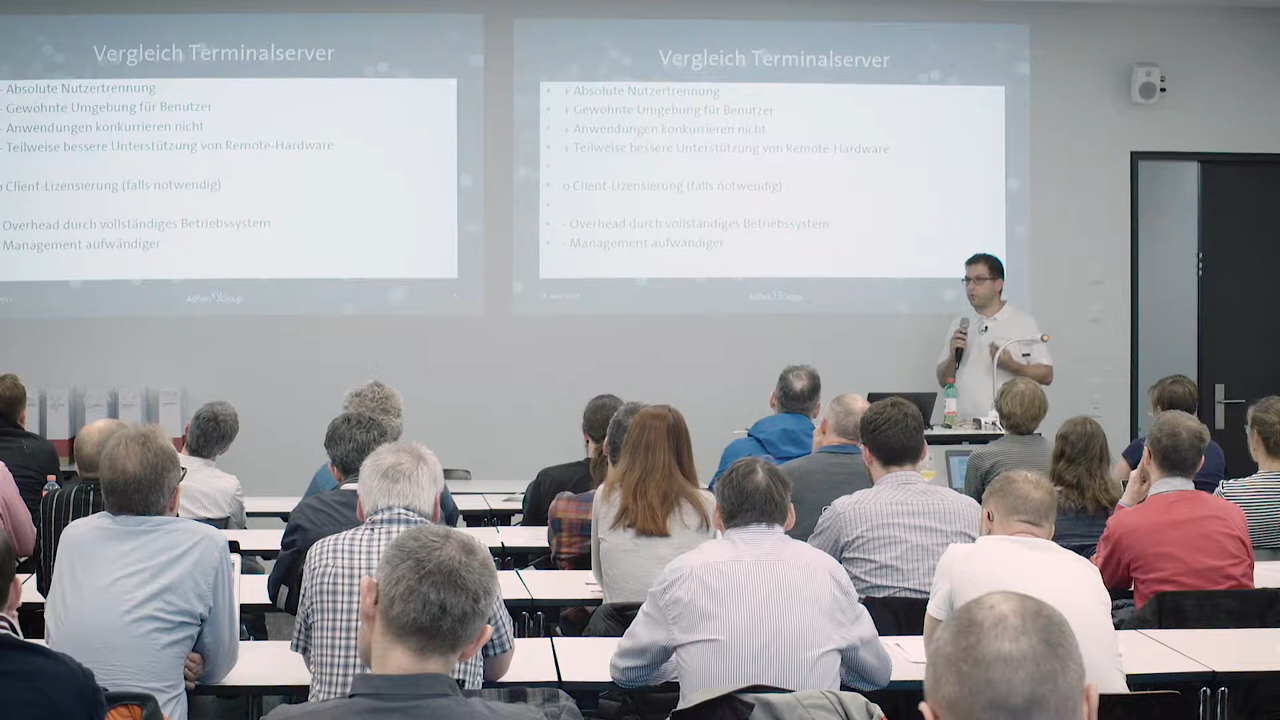 Vergleich Terminalserver
- Absolute Nutzertrennung
- Gewohnte Umgebung für Benutzer
- Anwendungen konkurrieren nicht
- Teilweise bessere Unterstützung von Remote-Hardware
o Client-Lizensierung (falls notwendig)
Overhead durch vollständiges Betriebssystem
Management aufwändiger
Vergleich Terminalserver
+ Absolute Nutzertrennung
+ Gewohnte Umgebung für Benutzer
+ Anwendungen konkurrieren nicht
+ Teilweise bessere Unterstützung von Remote-Hardware
o Client-Lizensierung (falls notwendig)
- Overhead durch vollständiges Betriebssystem
- Management aufwändiger